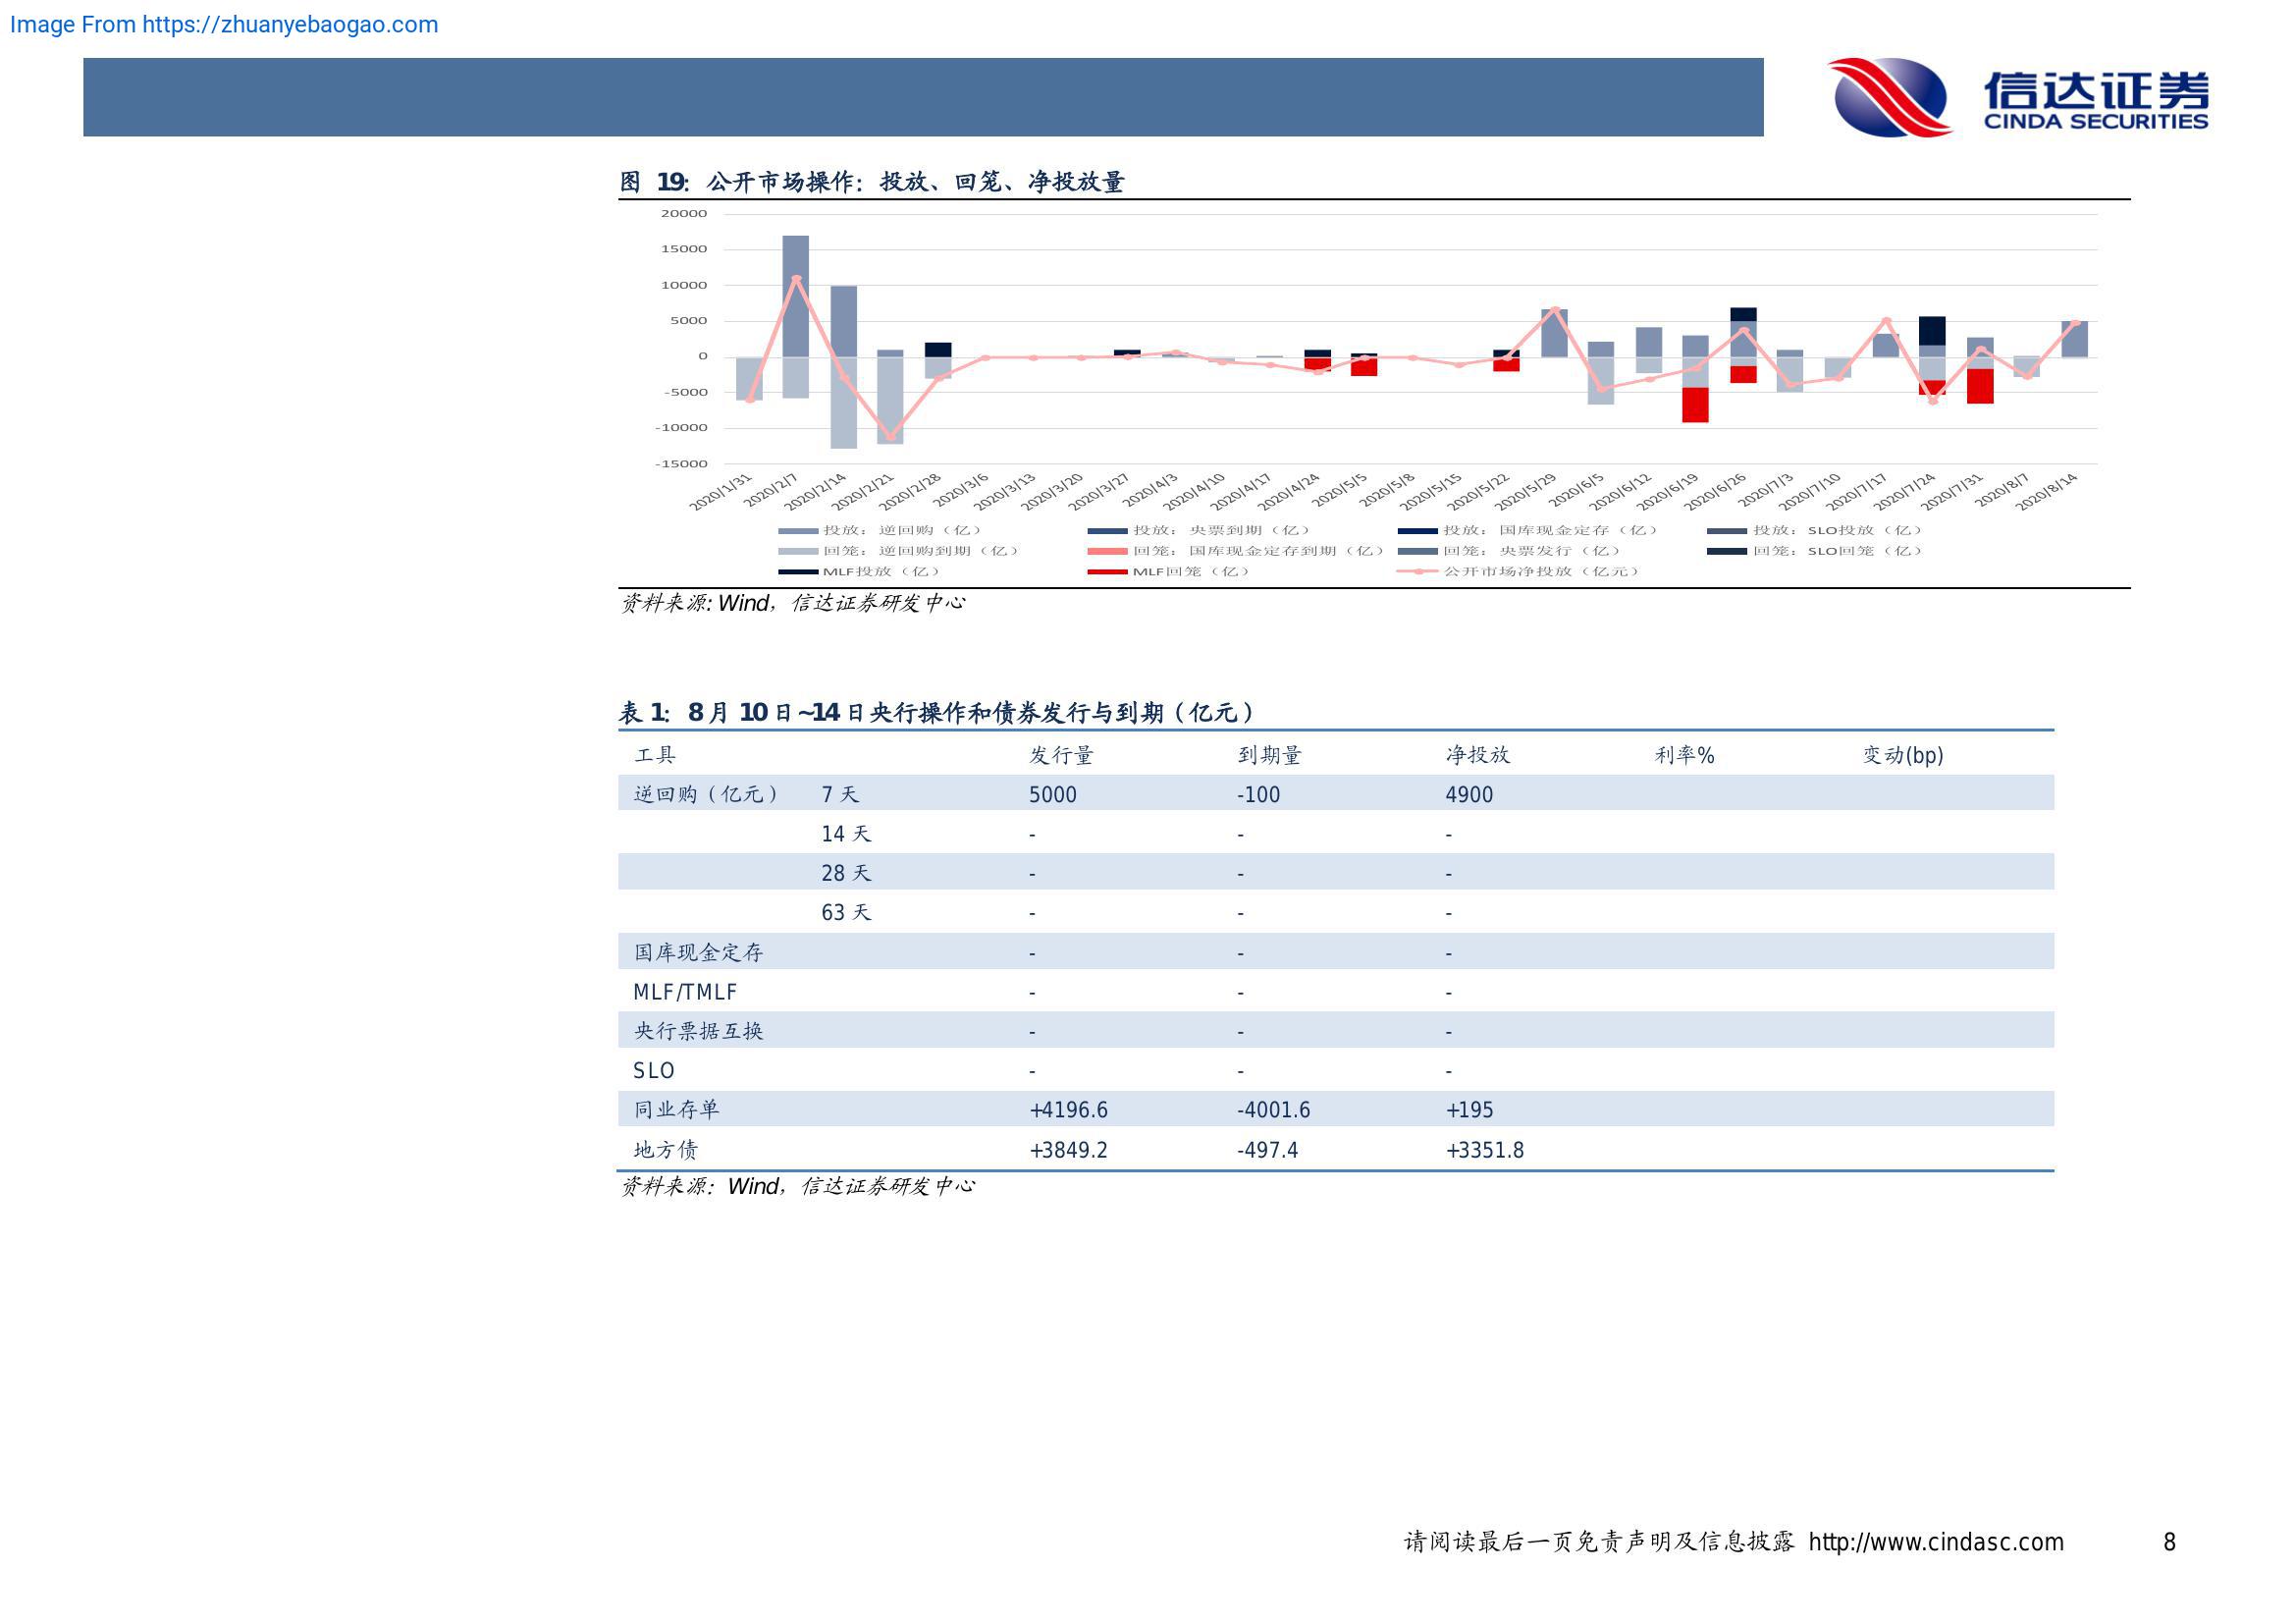 Image From https://zhuanyebaogao.com
信达证券
CINDA SECURITIES
图 19: 公开市场操作：投放、回笼、净投放量
20000
15000
10000
5000
0
-5000
-10000
-15000
2020/1/31 2020/2/7 2020/2/14 2020/2/21 2020/2/28 2020/3/6 2020/3/13 2020/3/20 2020/3/27 2020/4/3 2020/4/10 2020/4/17 2020/4/24 2020/5/5 2020/5/8 2020/5/15 2020/5/22 2020/5/29 2020/6/5 2020/6/12 2020/6/19 2020/6/26 2020/7/3 2020/7/10 2020/7/17 2020/7/24 2020/7/31 2020/8/7 2020/8/14
投放：逆回购（亿） 投放：央票到期（亿） 投放：国库现金定存（亿） 投放：SLO投放（亿）
回笼：逆回购到期（亿） 回笼：国库现金定存到期（亿） 回笼：央票发行（亿） 回笼：SLO回笼（亿）
MLF投放（亿） MLF回笼（亿） 公开市场净投放（亿元）
资料来源: Wind，信达证券研发中心
表 1: 8 月 10 日~14 日央行操作和债券发行与到期（亿元）
工具 发行量 到期量 净投放 利率% 变动(bp)
逆回购（亿元） 7 天 5000 -100 4900
14 天 - - -
28 天 - - -
63 天 - - -
国库现金定存 - - -
MLF/TMLF - - -
央行票据互换 - - -
SLO - - -
同业存单 +4196.6 -4001.6 +195
地方债 +3849.2 -497.4 +3351.8
资料来源：Wind，信达证券研发中心
请阅读最后一页免责声明及信息披露 http://www.cindasc.com 8